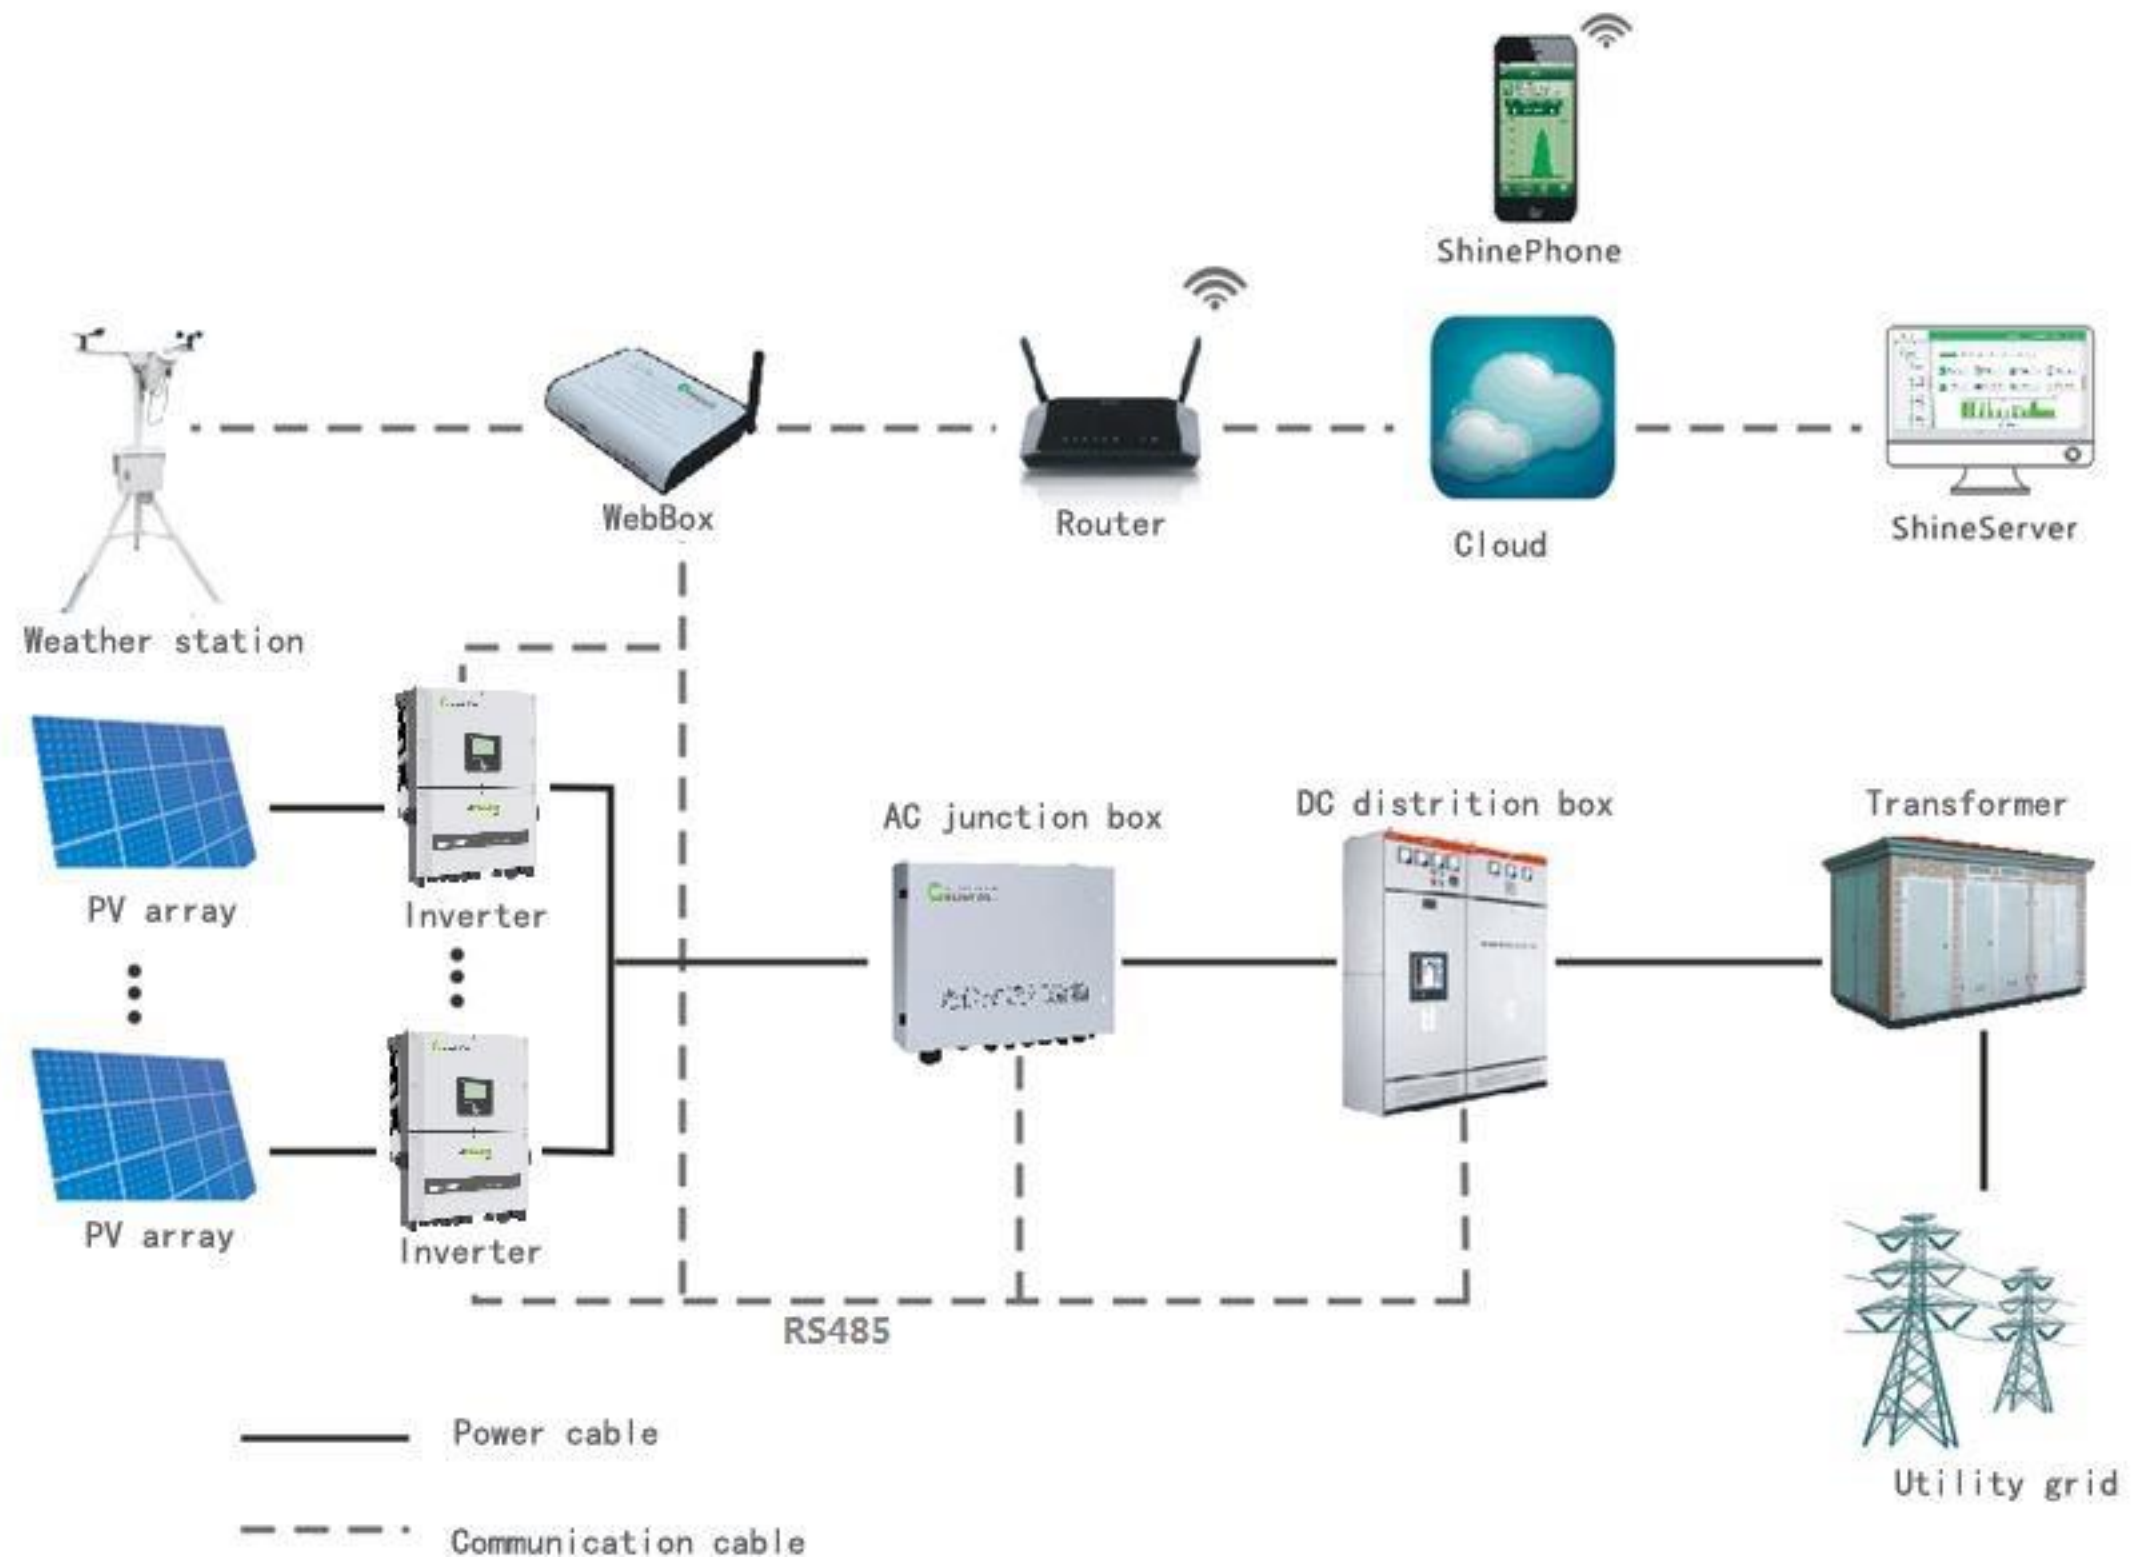 ShinePhone
WebBox
Router
Cloud
ShineServer
Weather station
PV array
Inverter
AC junction box
DC distrition box
Transformer
PV array
Inverter
RS485
Power cable
Communication cable
Utility grid